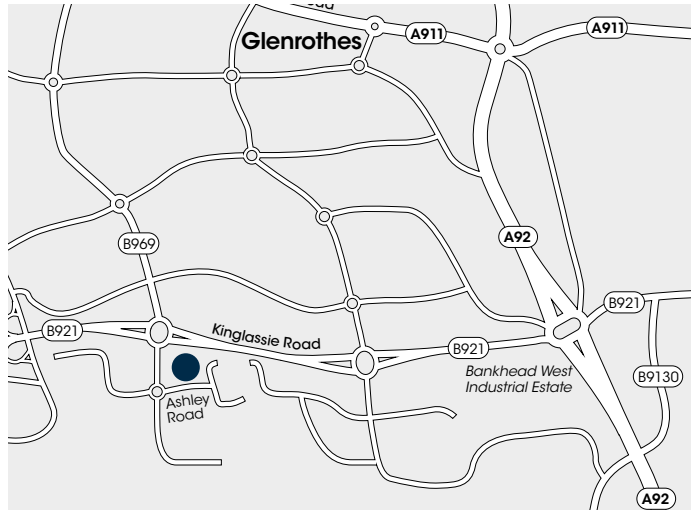 A911
A911
Glenrothes
A92
B969
B921
B921
Kinglassie Road
B921
Bankhead West
Industrial Estate
B9130
Ashley
Road
A92